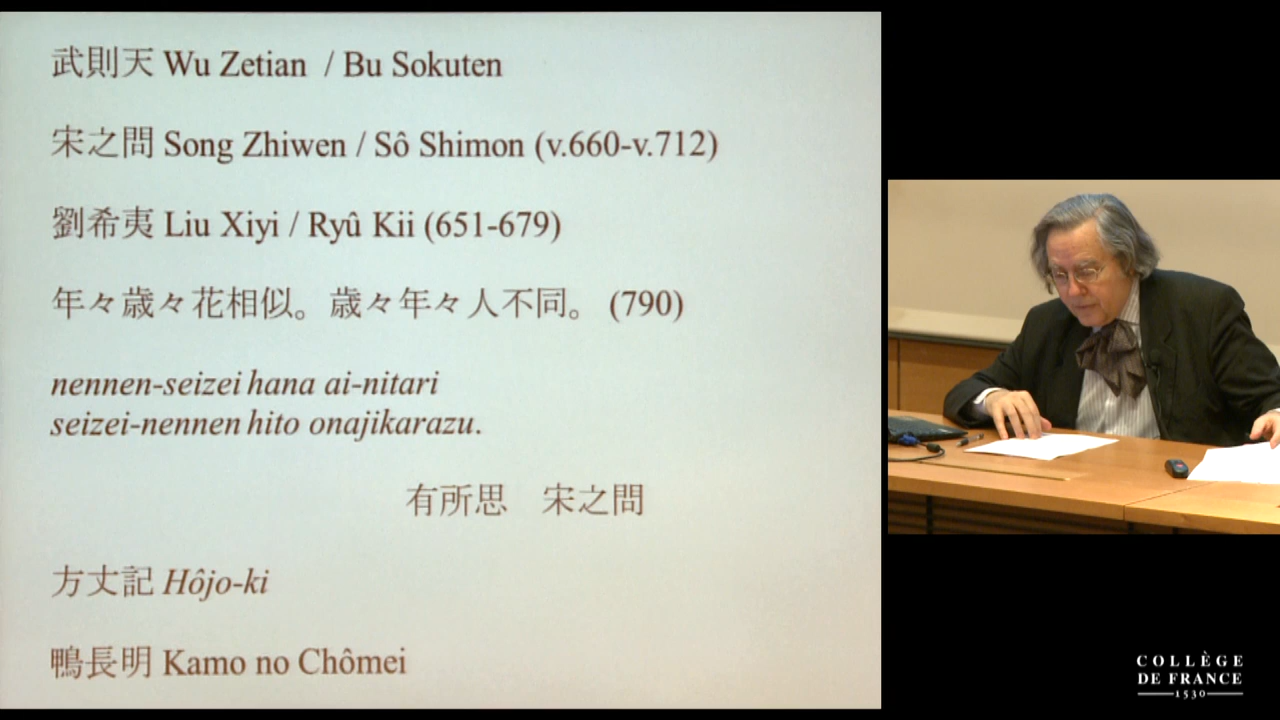 武則天 Wu Zetian / Bu Sokuten
宋之問 Song Zhiwen / Sô Shimon (v.660-v.712)
劉希夷 Liu Xiyi / Ryû Kii (651-679)
年々歳々花相似。歳々年々人不同。 (790)
nennen-seizei hana ai-nitari
seizei-nennen hito onajikarazu.
有所思　宋之問
方丈記 Hôjo-ki
鴨長明 Kamo no Chômei
COLLÈGE
DE FRANCE
1530